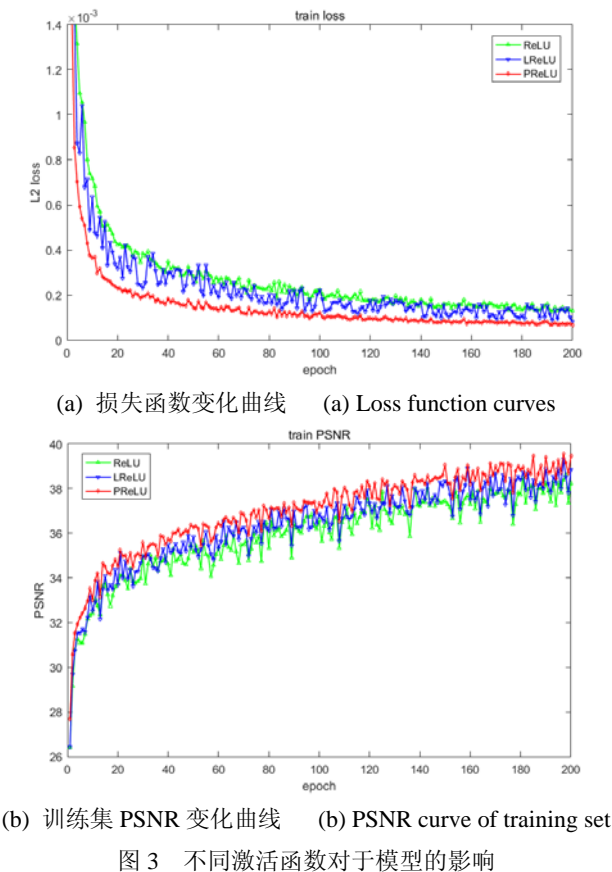 train loss
×10⁻³
1.4
1.2
1
0.8
0.6
0.4
0.2
0
L2 loss
ReLU
LReLU
PReLU
0 20 40 60 80 100 120 140 160 180 200
epoch
(a) 损失函数变化曲线 (a) Loss function curves
train PSNR
40
38
36
34
32
30
28
26
PSNR
ReLU
LReLU
PReLU
0 20 40 60 80 100 120 140 160 180 200
epoch
(b) 训练集 PSNR 变化曲线 (b) PSNR curve of training set
图 3 不同激活函数对于模型的影响